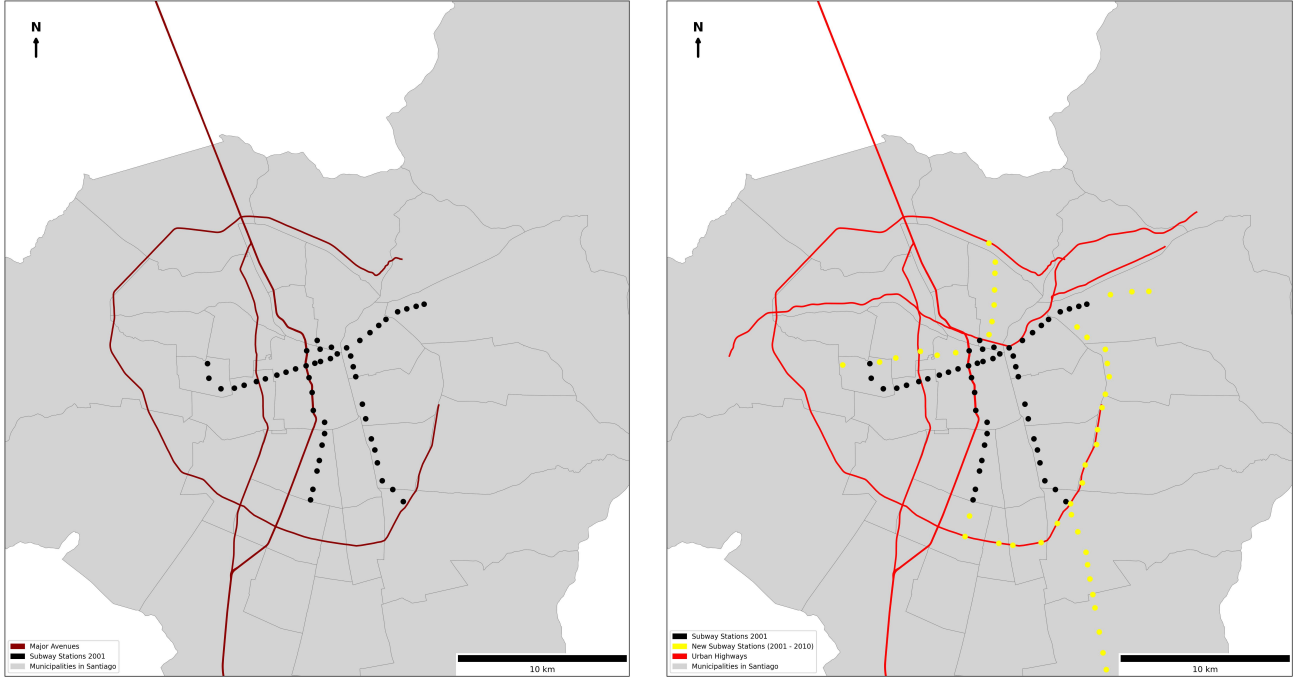 N
Major Avenues
Subway Stations 2001
Municipalities in Santiago
10 km
N
Subway Stations 2001
New Subway Stations (2001 - 2010)
Urban Highways
Municipalities in Santiago
10 km